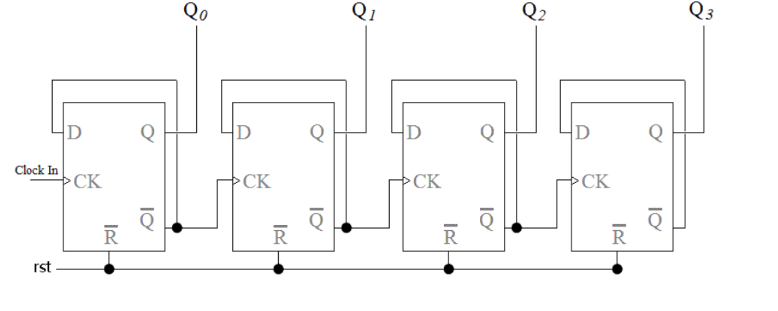 Q0 Q1 Q2 Q3
D Q D Q D Q D Q
Clock In CK CK CK CK
R̅ Q̅ R̅ Q̅ R̅ Q̅ R̅ Q̅
rst